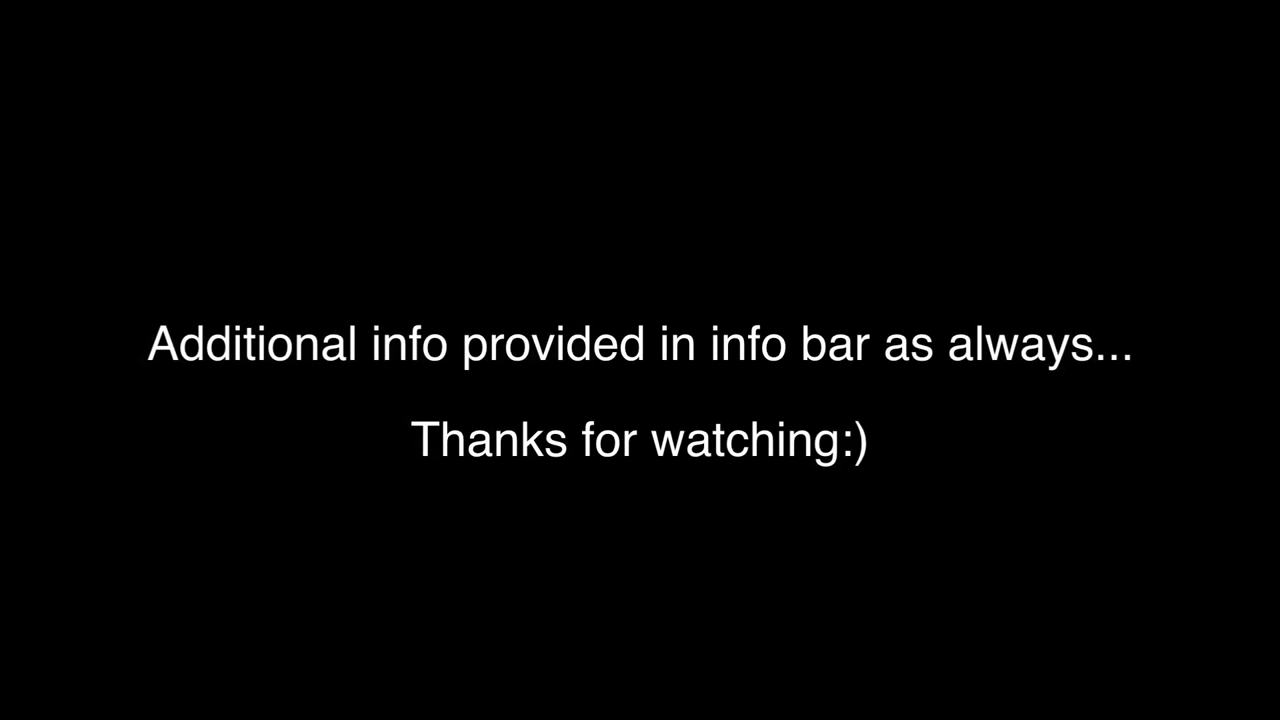 Additional info provided in info bar as always...
Thanks for watching:)